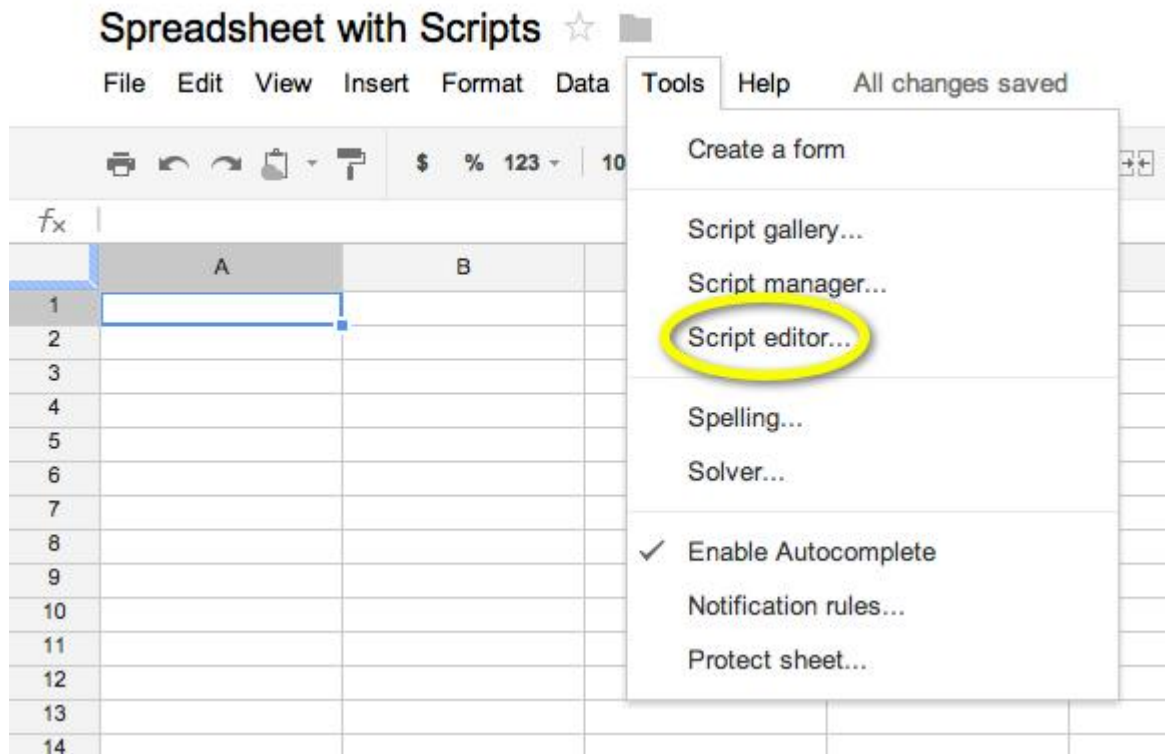 Spreadsheet with Scripts
File Edit View Insert Format Data Tools Help All changes saved
$ % 123 10
Create a form
fx
Script gallery...
A B
Script manager...
1
Script editor...
2
3
4
Spelling...
5
Solver...
6
7
8
Enable Autocomplete
9
Notification rules...
10
11
Protect sheet...
12
13
14